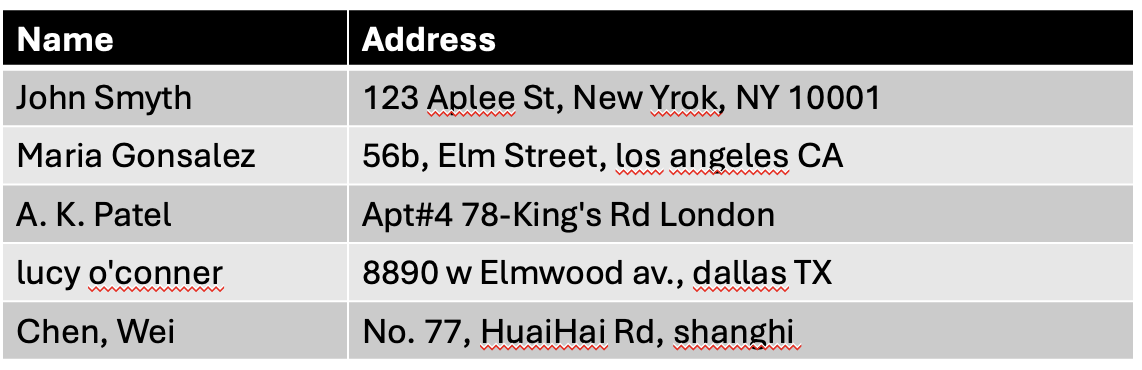 Name Address
John Smyth 123 Aplee St, New Yrok, NY 10001
Maria Gonsalez 56b, Elm Street, los angeles CA
A. K. Patel Apt#4 78-King's Rd London
lucy o'conner 8890 w Elmwood av., dallas TX
Chen, Wei No. 77, HuaiHai Rd, shanghi